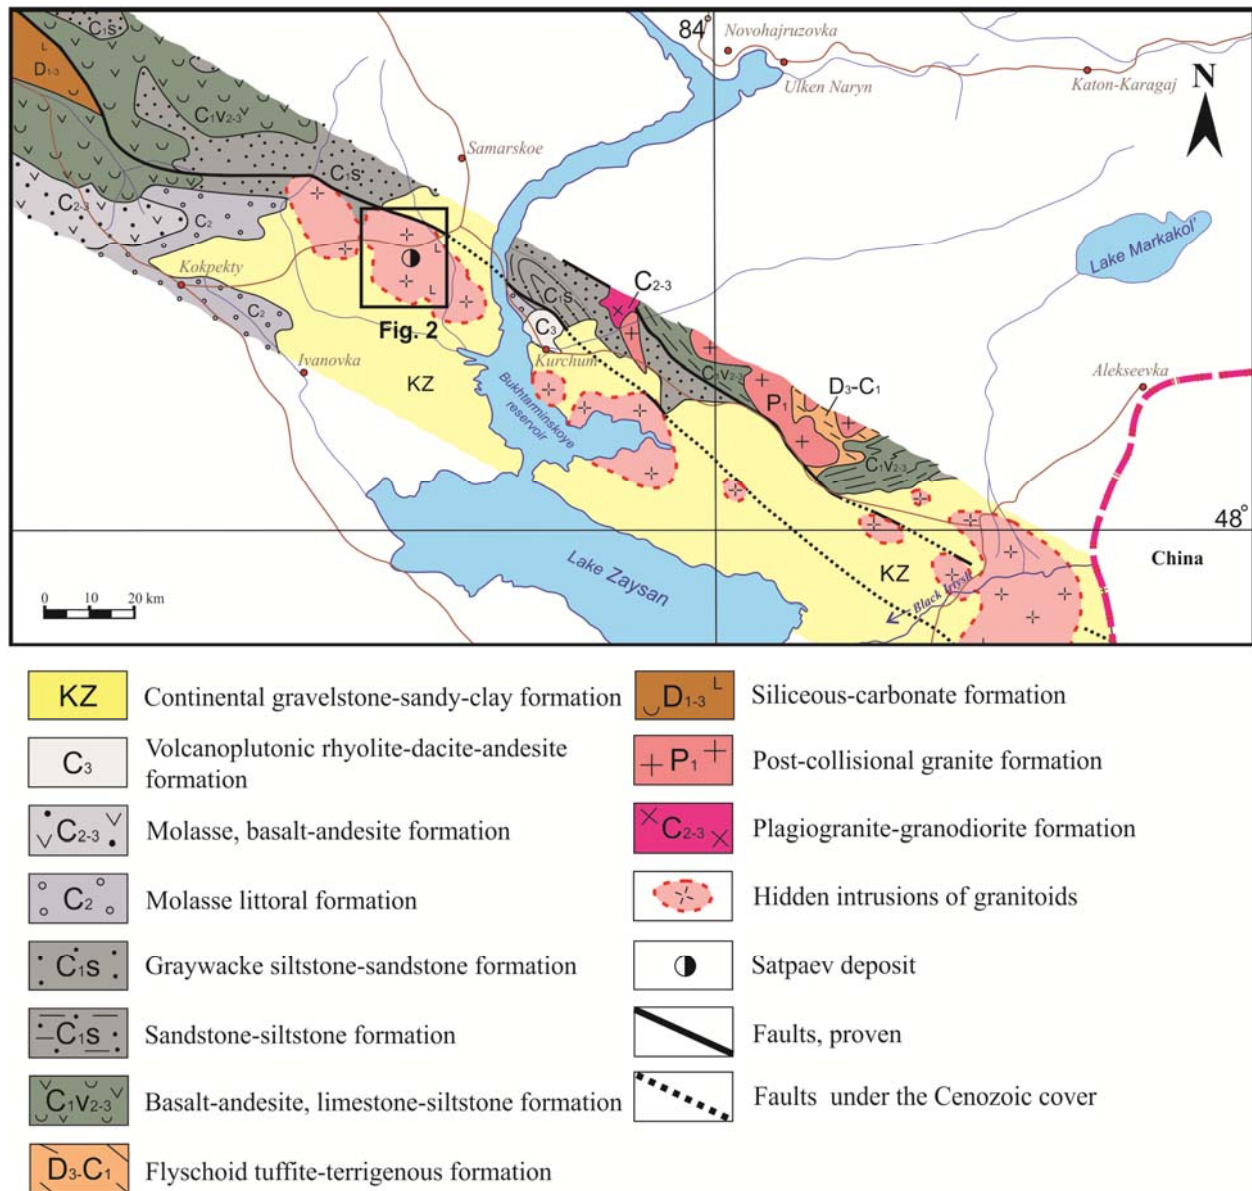 C1S
84
Novohajruzovka
L
D1-3
Ulken Naryn
Katon-Karagaj
N
C1V2-3
Samarskoe
C1S
C2-3
C2
Lake Markakol'
L
Kokpekty
C1S
C2-3
C2
L
C3
Fig. 2
Ivanovka
Kurchum
KZ
C1V2-3
D3-C1
Alekseevka
P1
Bukhtarminskoye
reservoir
C1V2-3
48°
Lake Zaysan
China
KZ
Black Irtysh
0 20 km
KZ Continental gravelstone-sandy-clay formation
C3 Volcanoplutonic rhyolite-dacite-andesite
formation
C2-3 Molasse, basalt-andesite formation
C2 Molasse littoral formation
C1S Graywacke siltstone-sandstone formation
C1S Sandstone-siltstone formation
C1V2-3 Basalt-andesite, limestone-siltstone formation
D3-C1 Flyschoid tuffite-terrigenous formation
D1-3 L Siliceous-carbonate formation
P1 Post-collisional granite formation
C2-3 Plagiogranite-granodiorite formation
Hidden intrusions of granitoids
Satpaev deposit
Faults, proven
Faults under the Cenozoic cover